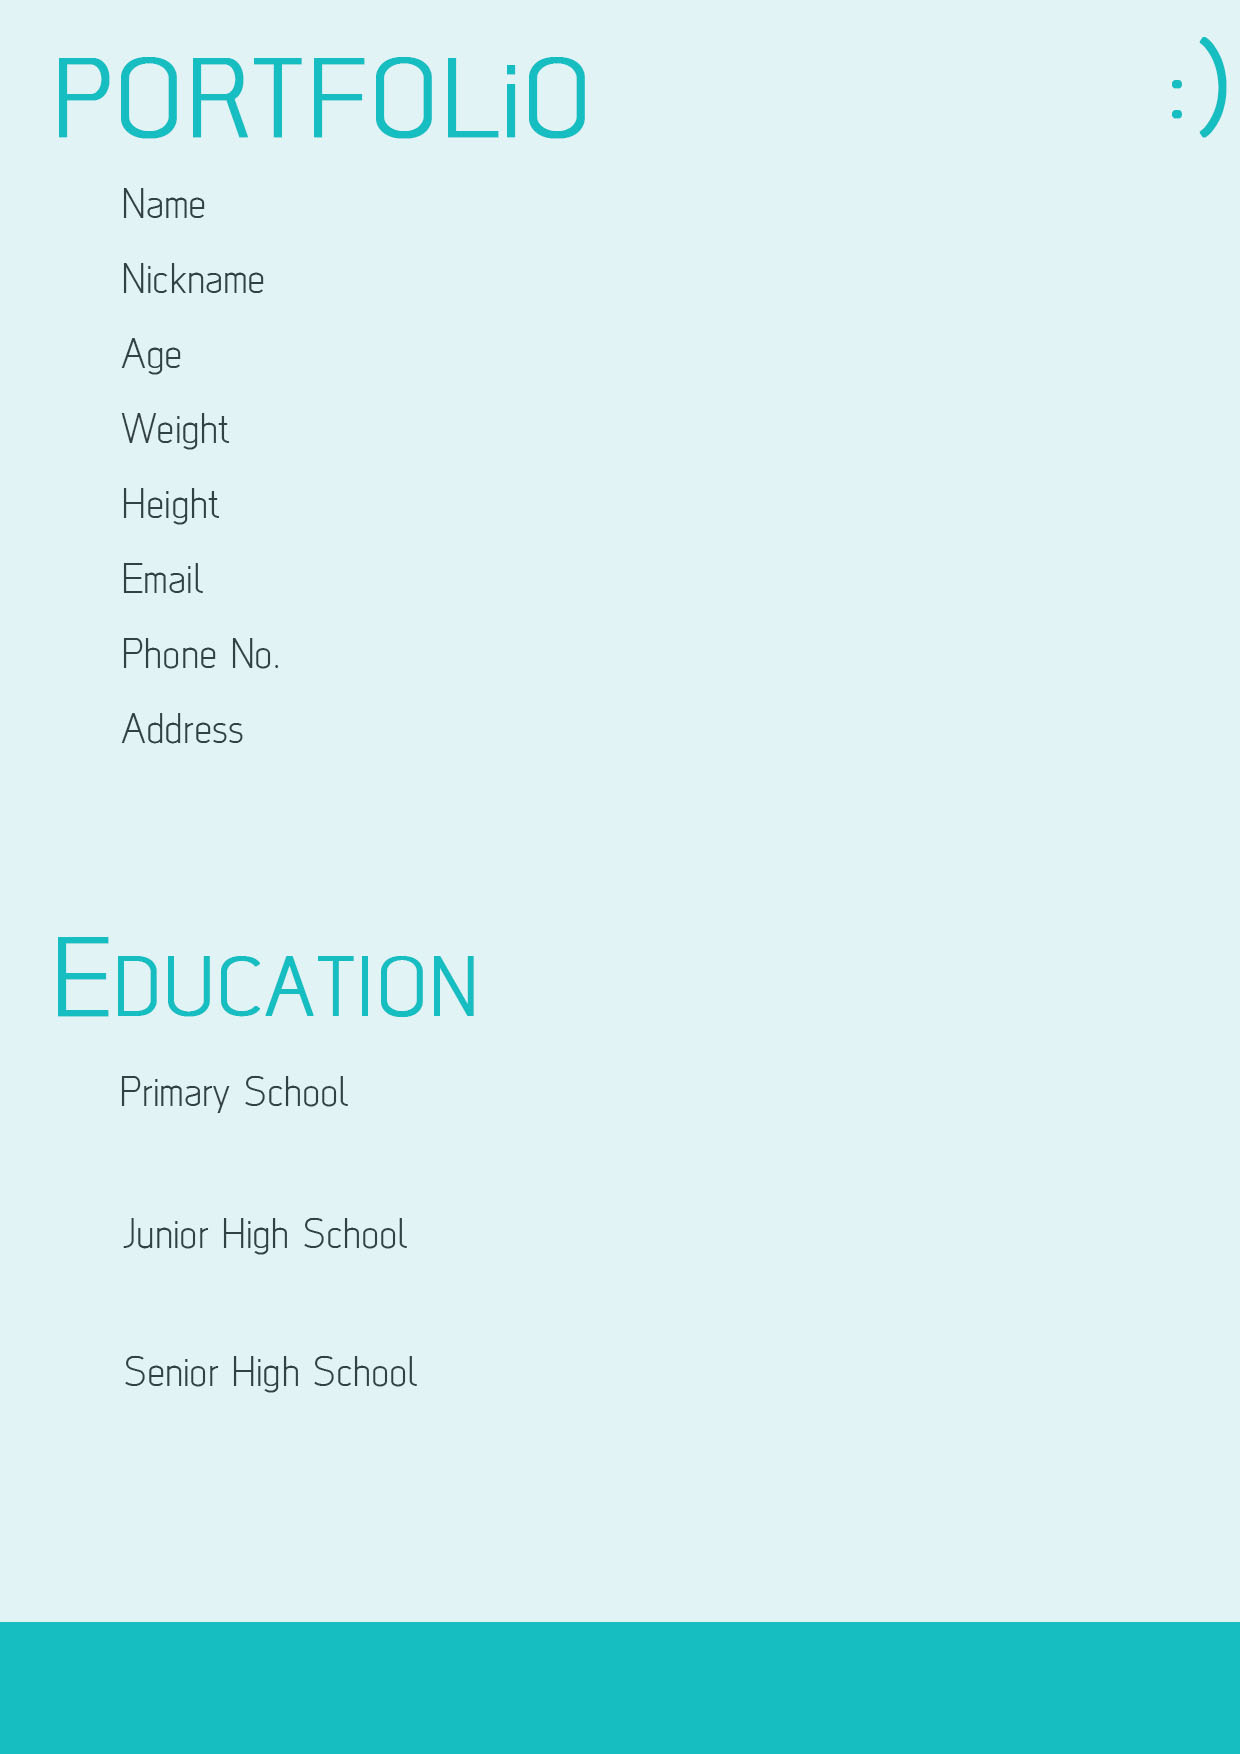 PORTFOLiO :)
Name
Nickname
Age
Weight
Height
Email
Phone No.
Address
EDUCATION
Primary School
Junior High School
Senior High School